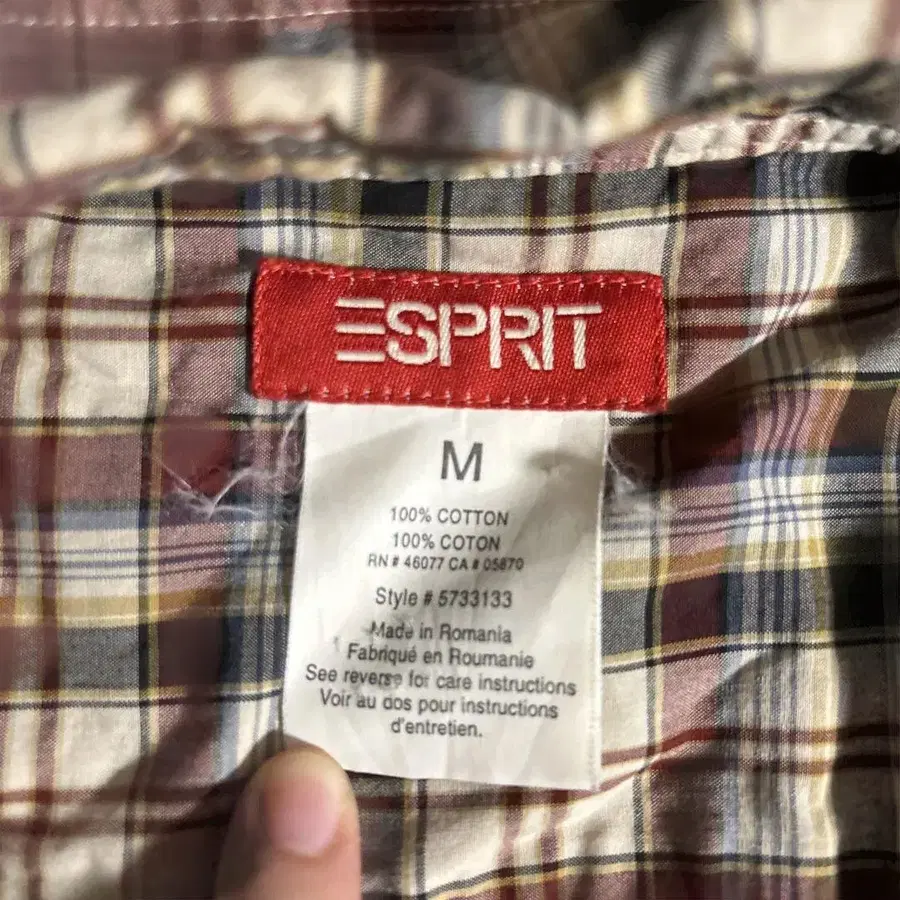 ESPRIT
M
100% COTTON
100% COTON
RN # 46077 CA # 05670
Style # 5733133
Made in Romania
Fabriqué en Roumanie
See reverse for care instructions
Voir au dos pour instructions
d'entretien.